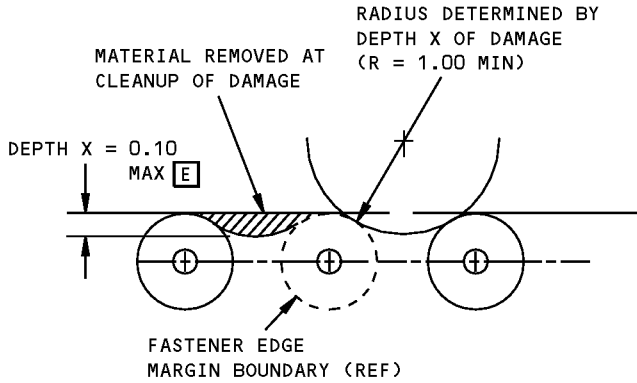 RADIUS DETERMINED BY
DEPTH X OF DAMAGE
(R = 1.00 MIN)
MATERIAL REMOVED AT
CLEANUP OF DAMAGE
DEPTH X = 0.10
MAX E
FASTENER EDGE
MARGIN BOUNDARY (REF)